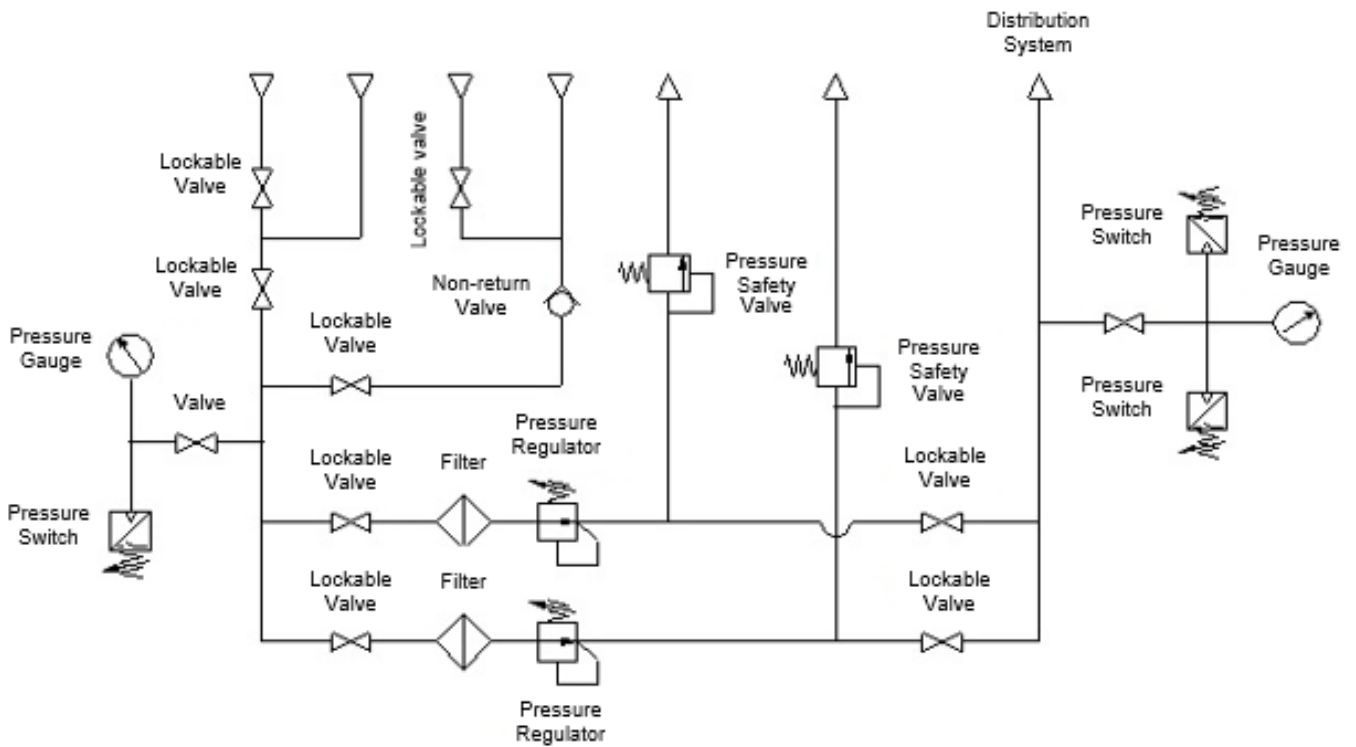 Distribution
System
Lockable
Valve
Lockable valve
Pressure
Switch
Pressure
Gauge
Lockable
Valve
Non-return
Valve
Pressure
Safety
Valve
Lockable
Valve
Pressure
Gauge
Pressure
Safety
Valve
Pressure
Switch
Valve
Pressure
Regulator
Lockable
Valve
Filter
Lockable
Valve
Pressure
Switch
Lockable
Valve
Filter
Lockable
Valve
Pressure
Regulator